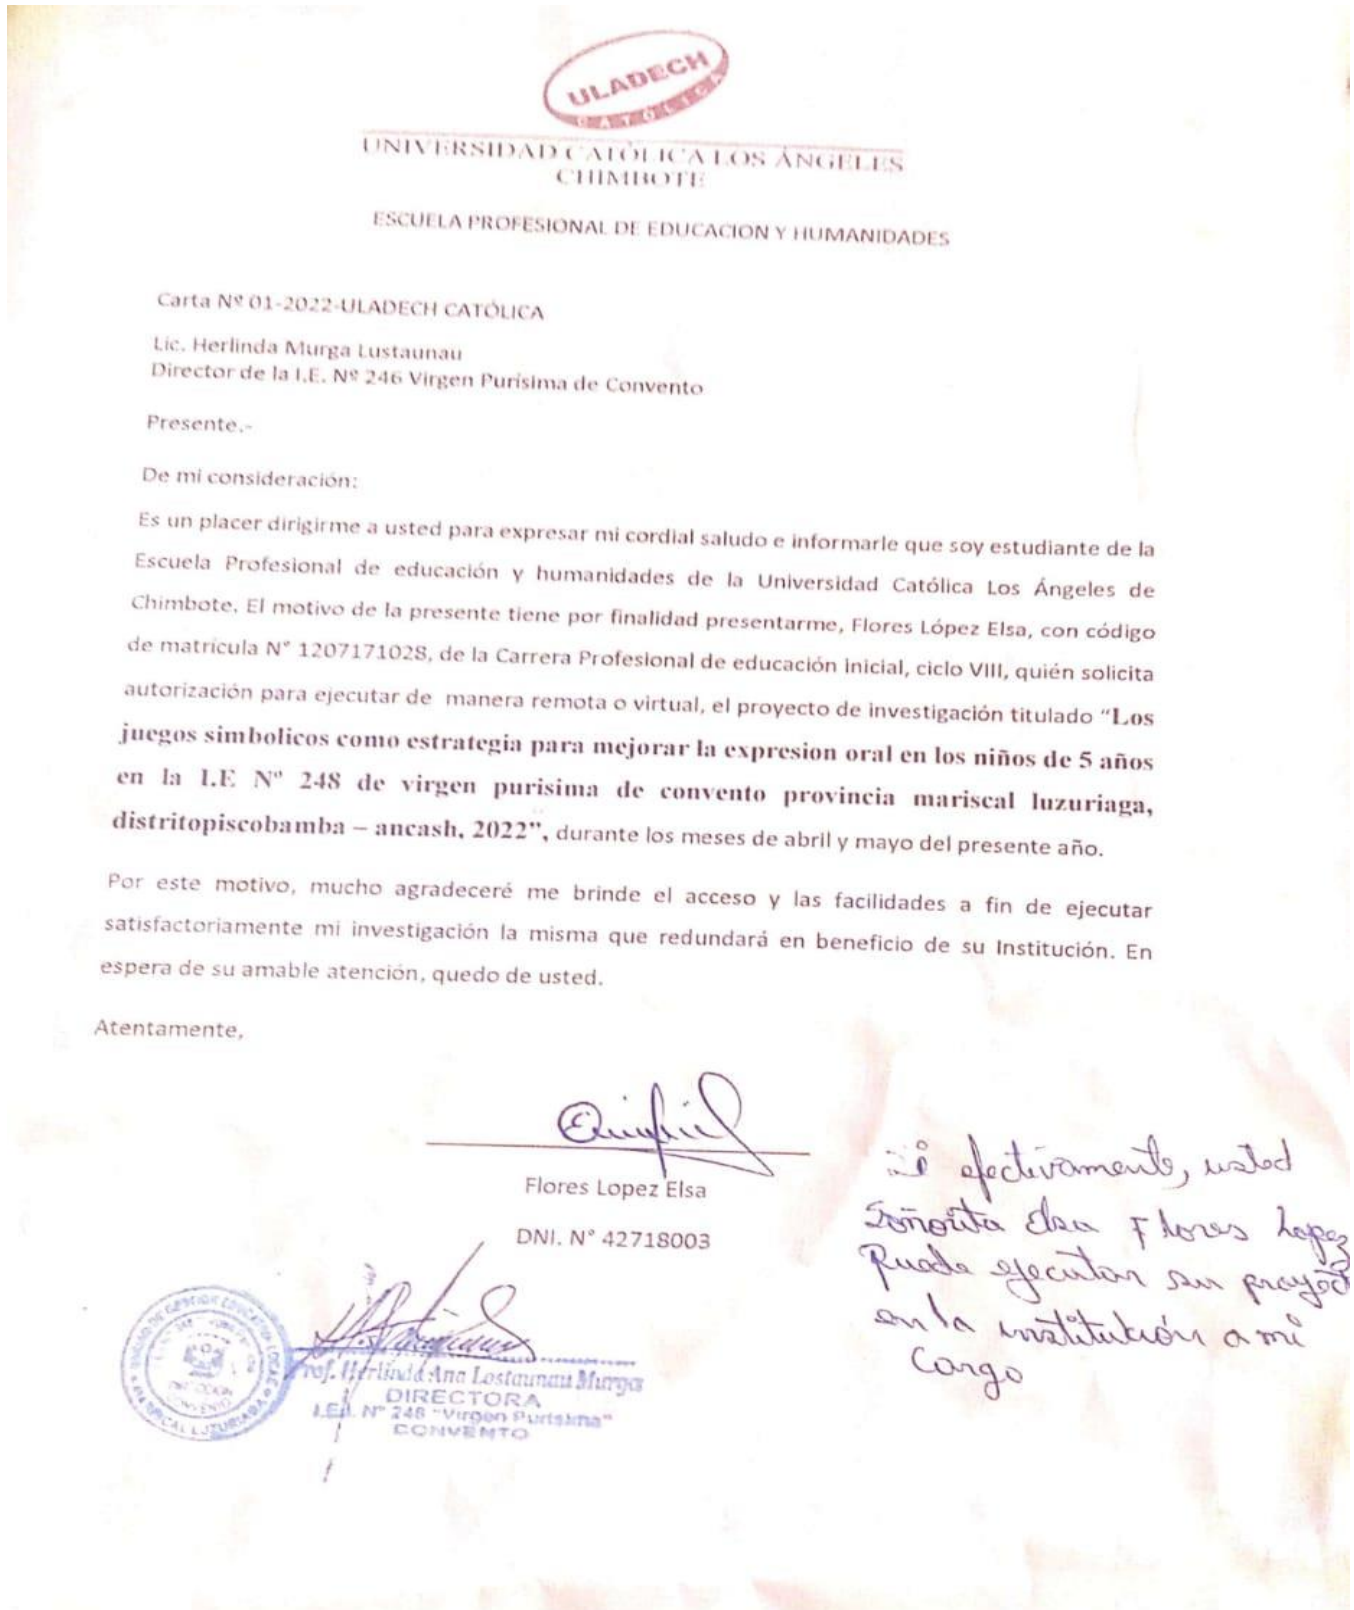 ULADECH
CATÓLICA
UNIVERSIDAD CATÓLICA LOS ÁNGELES
CHIMBOTE
ESCUELA PROFESIONAL DE EDUCACION Y HUMANIDADES
Carta Nº 01-2022-ULADECH CATÓLICA
Lic. Herlinda Murga Lustaunau
Director de la I.E. Nº 246 Virgen Purísima de Convento
Presente.-
De mi consideración:
Es un placer dirigirme a usted para expresar mi cordial saludo e informarle que soy estudiante de la
Escuela Profesional de educación y humanidades de la Universidad Católica Los Ángeles de
Chimbote. El motivo de la presente tiene por finalidad presentarme, Flores López Elsa, con código
de matrícula N° 1207171028, de la Carrera Profesional de educación inicial, ciclo VIII, quién solicita
autorización para ejecutar de manera remota o virtual, el proyecto de investigación titulado “Los
juegos simbolicos como estrategia para mejorar la expresion oral en los niños de 5 años
en la I.E Nº 248 de virgen purisima de convento provincia mariscal luzuriaga,
distritopiscobamba – ancash, 2022”, durante los meses de abril y mayo del presente año.
Por este motivo, mucho agradeceré me brinde el acceso y las facilidades a fin de ejecutar
satisfactoriamente mi investigación la misma que redundará en beneficio de su Institución. En
espera de su amable atención, quedo de usted.
Atentamente,
Flores Lopez Elsa
DNI. N° 42718003
Si efectivamente, usted
Señorita Elsa Flores Lopez
Puede ejecutar su proyect
en la institución a mi
Cargo
Prof. Herlinda Ana Lostaunau Murga
DIRECTORA
I.E.I. Nº 248 "Virgen Purísima"
CONVENTO